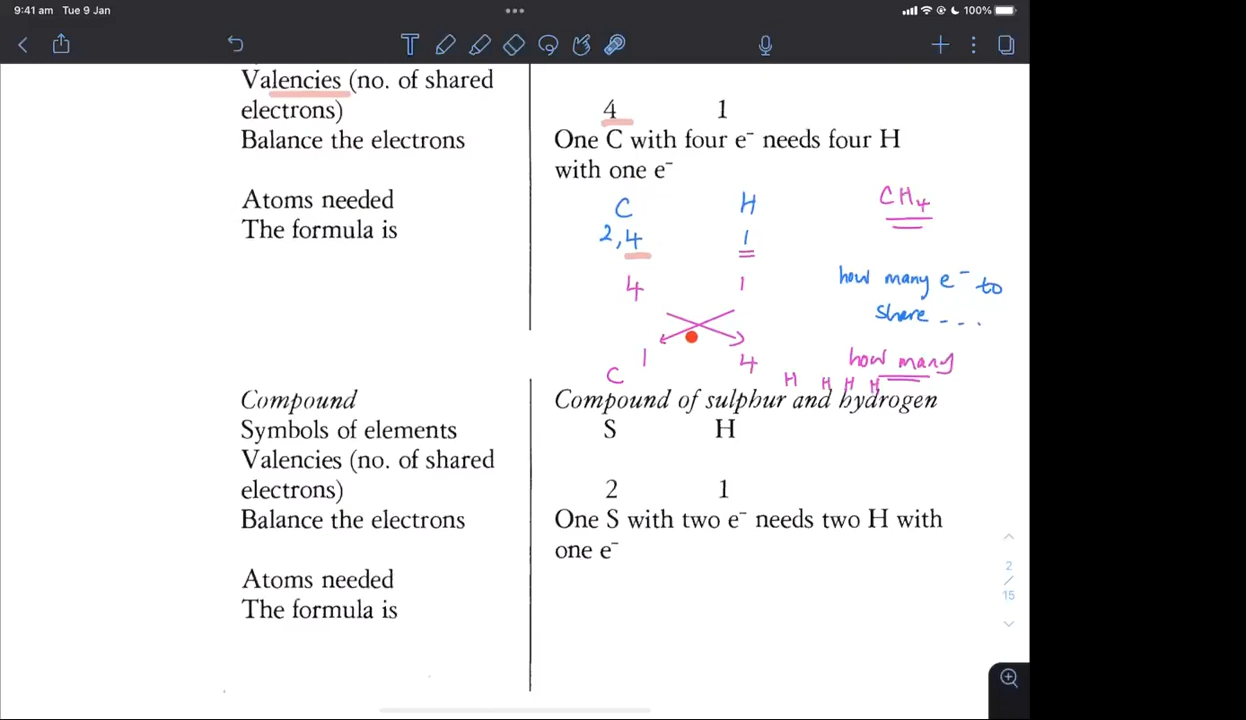 9:41 am Tue 9 Jan
100%
Valencies (no. of shared
electrons)
4 1
Balance the electrons
One C with four e⁻ needs four H
with one e⁻
Atoms needed
The formula is
C H
2,4 1
4 1
1 4
C H H H H
CH₄
how many e⁻ to
share ...
how many
Compound
Compound of sulphur and hydrogen
Symbols of elements
S H
Valencies (no. of shared
electrons)
2 1
Balance the electrons
One S with two e⁻ needs two H with
one e⁻
Atoms needed
The formula is
2
/
15